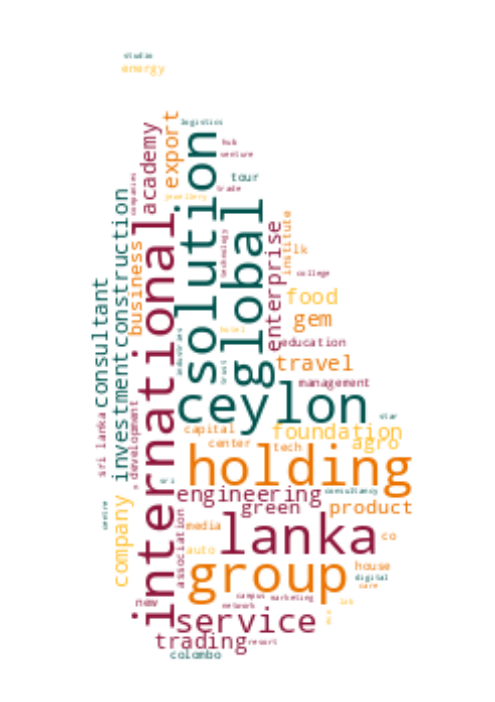 studio
energy
logistics
export
academy
solution
hub
venture
tour
trade
companies
jewellery
international
global
construction
investment
consultant
business
enterprise
institute
lk
technology
college
food
gem
hotel
industries
trust
education
travel
management
ceylon
star
sri lanka
development
capital
foundation
center
tech
agro
holding
sri
engineering
consultancy
green
product
company
centre
association
media
lanka
co
auto
house
digital
care
group
new
campus
marketing
network
lak
service
trading
resort
colombo